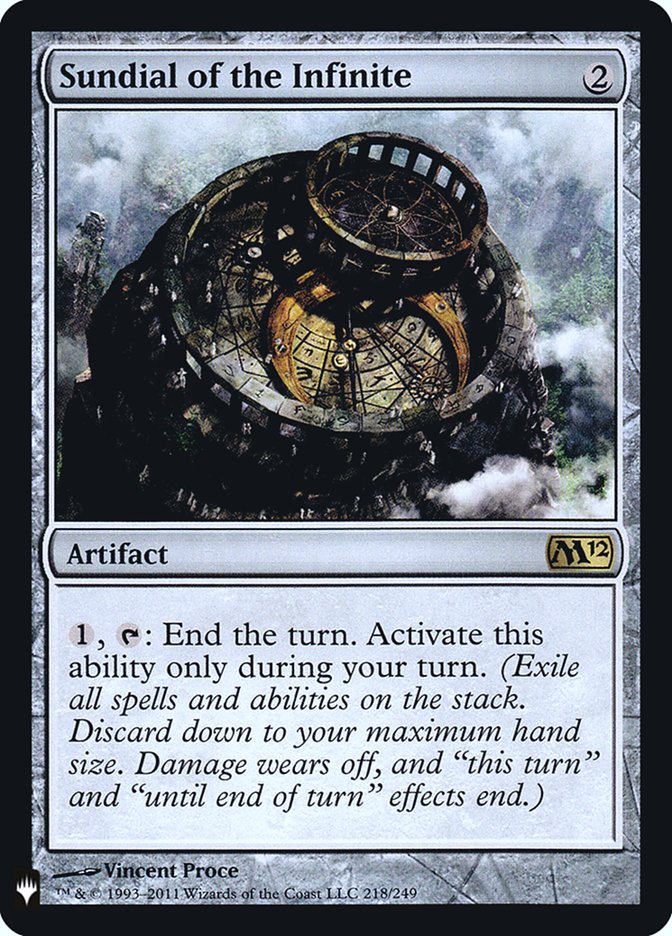 Sundial of the Infinite 2
Artifact M12
1, : End the turn. Activate this
ability only during your turn. (Exile
all spells and abilities on the stack.
Discard down to your maximum hand
size. Damage wears off, and “this turn”
and “until end of turn” effects end.)
Vincent Proce
™ & © 1993–2011 Wizards of the Coast LLC 218/249